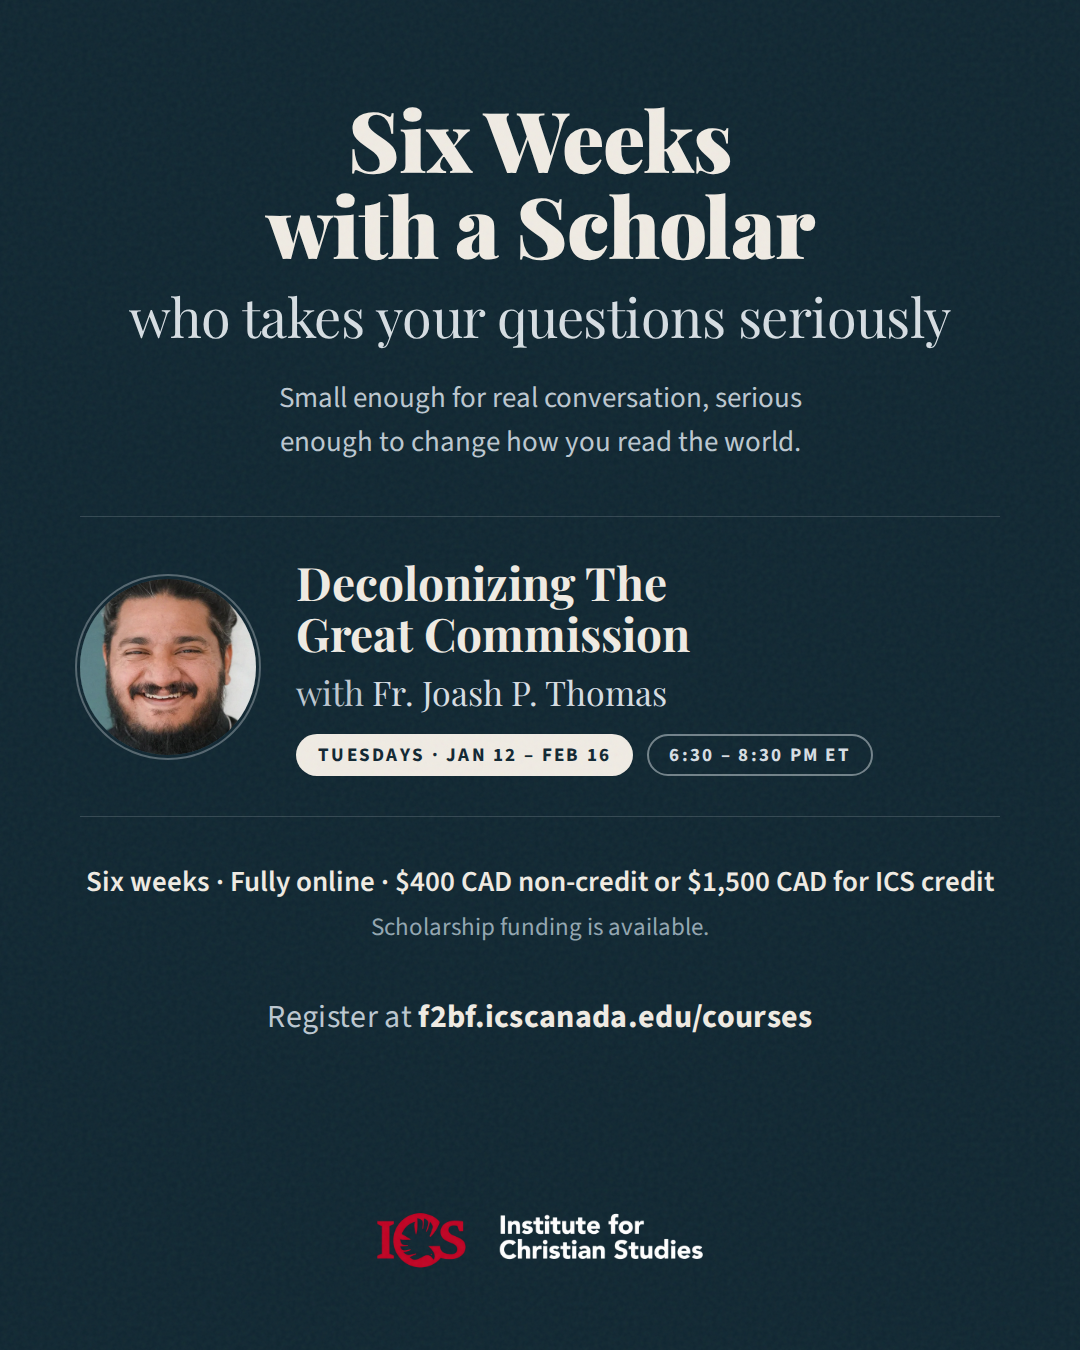 Six Weeks
with a Scholar
who takes your questions seriously
Small enough for real conversation, serious
enough to change how you read the world.
Decolonizing The
Great Commission
with Fr. Joash P. Thomas
TUESDAYS · JAN 12 – FEB 16
6:30 – 8:30 PM ET
Six weeks · Fully online · $400 CAD non-credit or $1,500 CAD for ICS credit
Scholarship funding is available.
Register at f2bf.icscanada.edu/courses
ICS
Institute for
Christian Studies